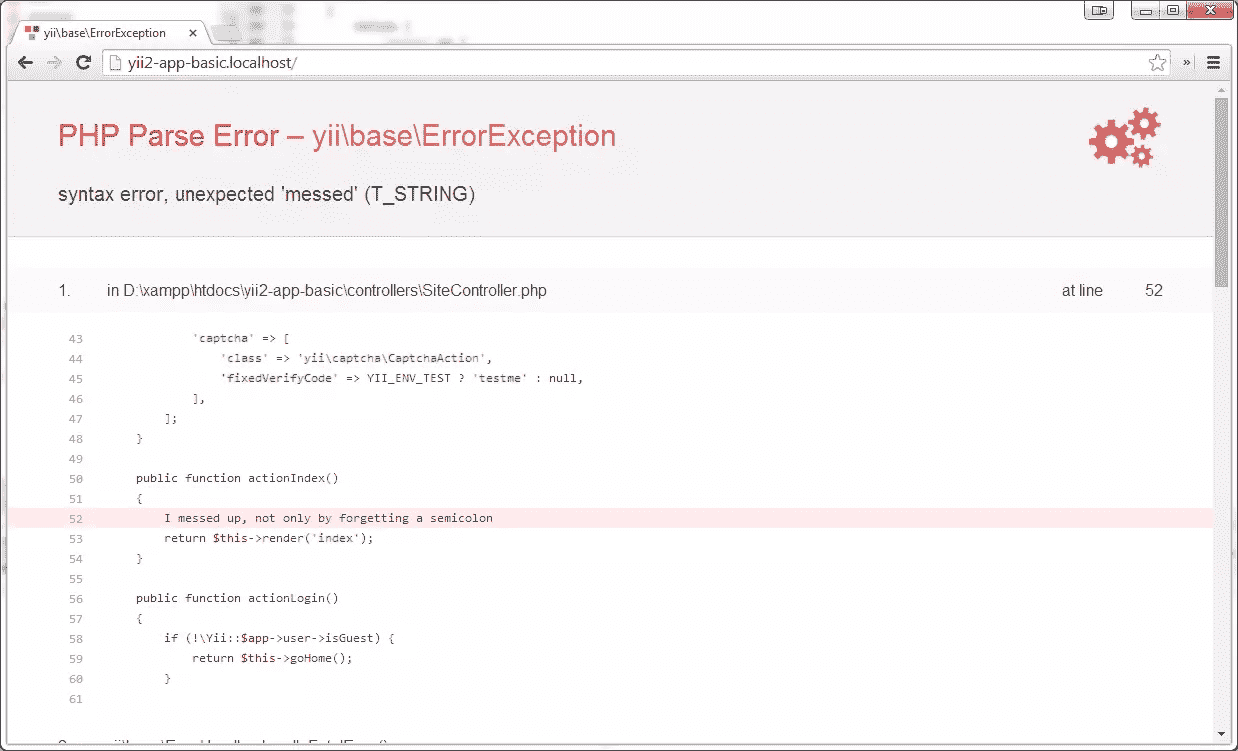 yii\base\ErrorException
yii2-app-basic.localhost/
PHP Parse Error – yii\base\ErrorException
syntax error, unexpected 'messed' (T_STRING)
1. in D:\xampp\htdocs\yii2-app-basic\controllers\SiteController.php at line 52
43 'captcha' => [
44 'class' => 'yii\captcha\CaptchaAction',
45 'fixedVerifyCode' => YII_ENV_TEST ? 'testme' : null,
46 ],
47 ];
48 }
49
50 public function actionIndex()
51 {
52 I messed up, not only by forgetting a semicolon
53 return $this->render('index');
54 }
55
56 public function actionLogin()
57 {
58 if (!\Yii::$app->user->isGuest) {
59 return $this->goHome();
60 }
61